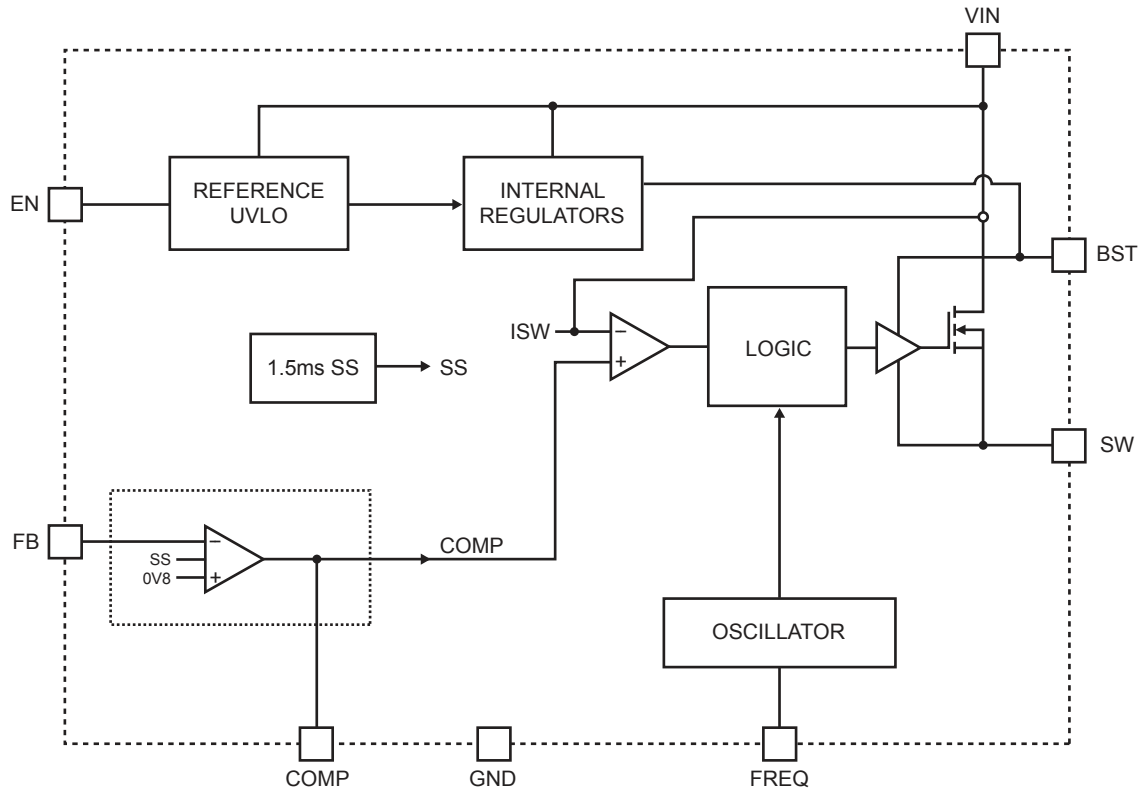 VIN
EN
REFERENCE
UVLO
INTERNAL
REGULATORS
BST
ISW
−
+
LOGIC
1.5ms SS
SS
SW
FB
−
SS
0V8
+
COMP
OSCILLATOR
COMP
GND
FREQ